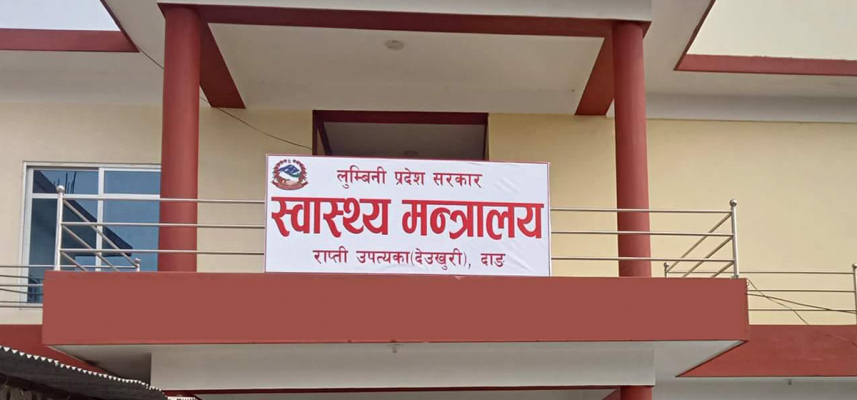 लुम्बिनी प्रदेश सरकार
स्वास्थ्य मन्त्रालय
राप्ती उपत्यका(देउखुरी), दाङ